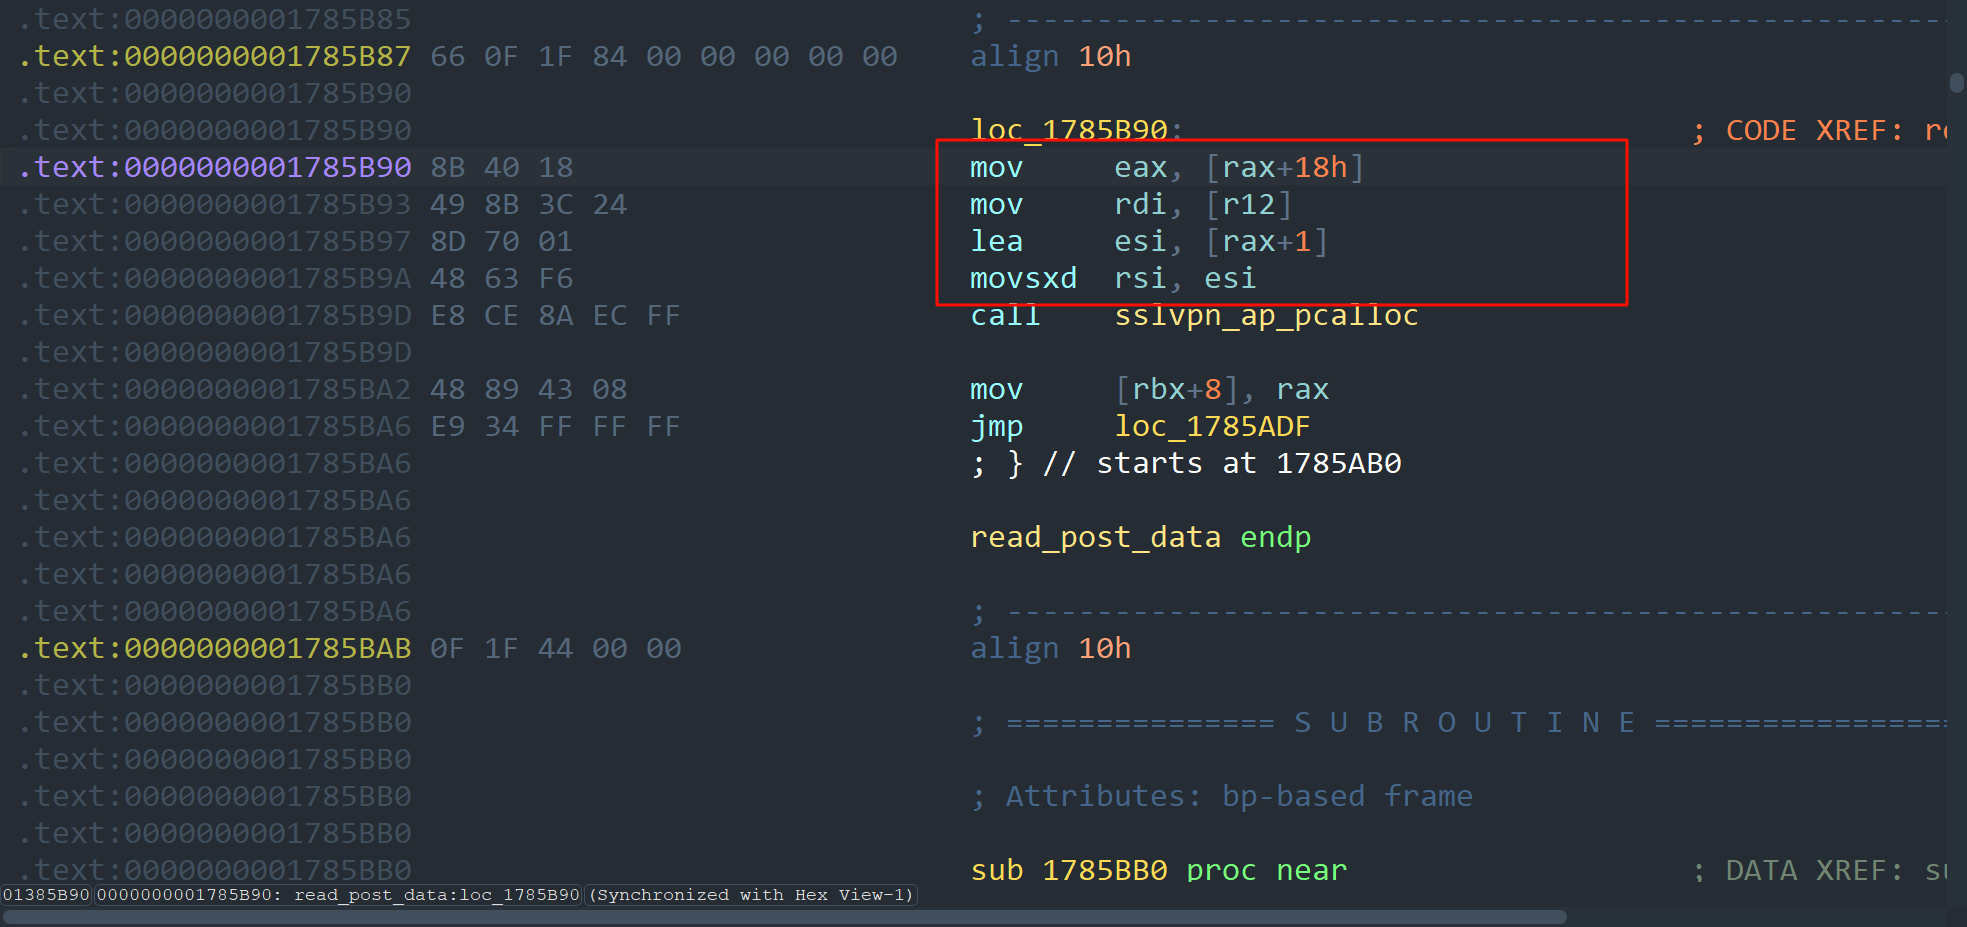 .text:0000000001785B85 ; ----------------------------------------------------
.text:0000000001785B87 66 0F 1F 84 00 00 00 00 00 align 10h
.text:0000000001785B90
.text:0000000001785B90 loc_1785B90: ; CODE XREF: re
.text:0000000001785B90 8B 40 18 mov eax, [rax+18h]
.text:0000000001785B93 49 8B 3C 24 mov rdi, [r12]
.text:0000000001785B97 8D 70 01 lea esi, [rax+1]
.text:0000000001785B9A 48 63 F6 movsxd rsi, esi
.text:0000000001785B9D E8 CE 8A EC FF call sslvpn_ap_pcalloc
.text:0000000001785B9D
.text:0000000001785BA2 48 89 43 08 mov [rbx+8], rax
.text:0000000001785BA6 E9 34 FF FF FF jmp loc_1785ADF
.text:0000000001785BA6 ; } // starts at 1785AB0
.text:0000000001785BA6
.text:0000000001785BA6 read_post_data endp
.text:0000000001785BA6
.text:0000000001785BA6 ; ----------------------------------------------------
.text:0000000001785BAB 0F 1F 44 00 00 align 10h
.text:0000000001785BB0
.text:0000000001785BB0 ; =============== S U B R O U T I N E =================
.text:0000000001785BB0
.text:0000000001785BB0 ; Attributes: bp-based frame
.text:0000000001785BB0
.text:0000000001785BB0 sub 1785BB0 proc near ; DATA XREF: su
01385B90 0000000001785B90: read_post_data:loc_1785B90 (Synchronized with Hex View-1)